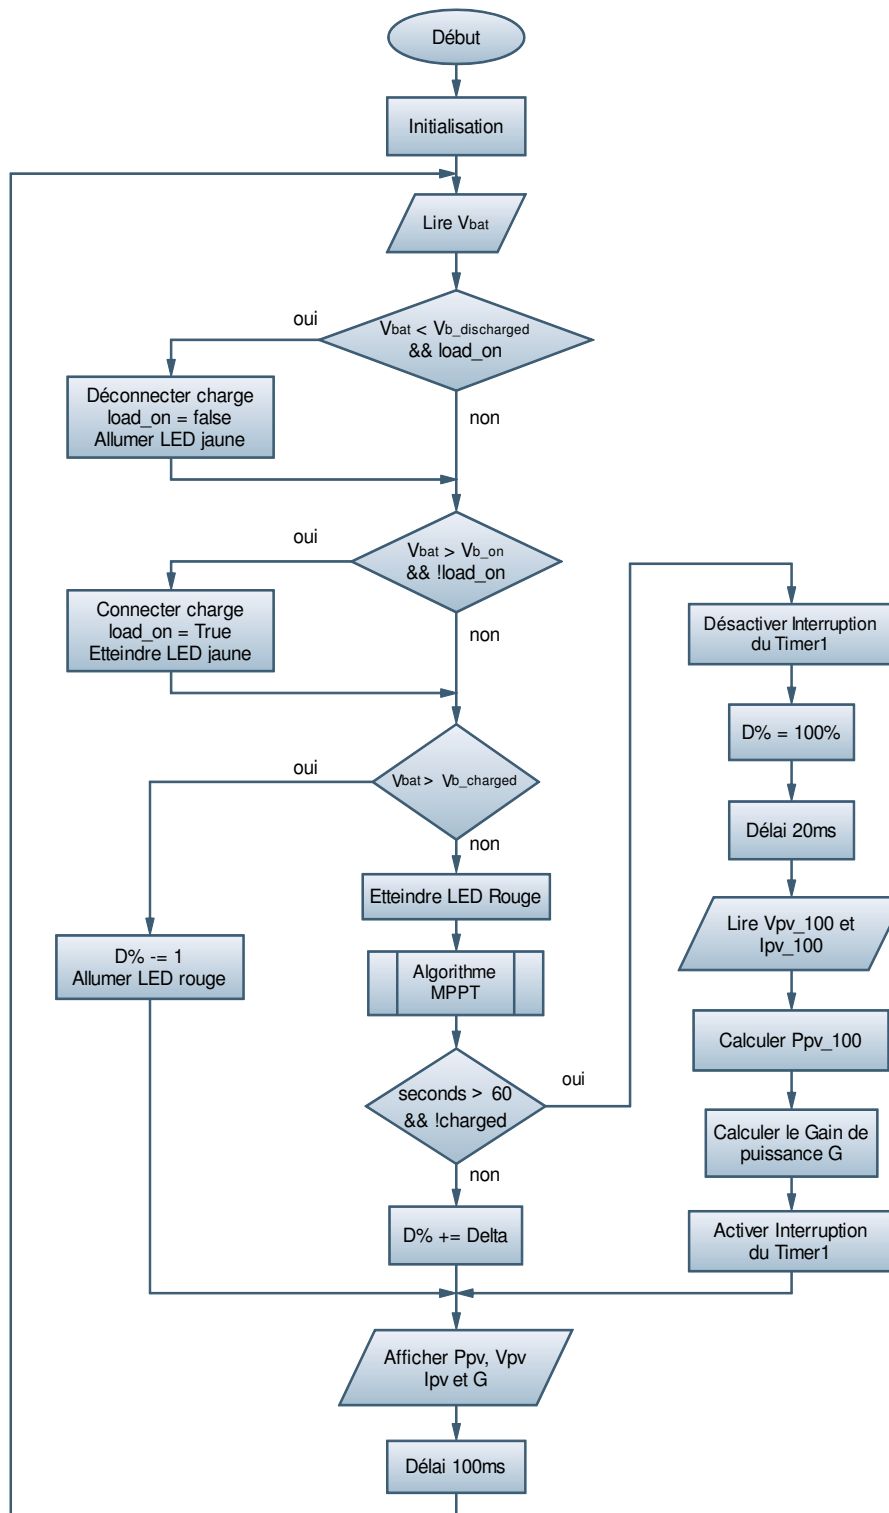 Début
Initialisation
Lire Vbat
oui
Vbat < Vb_discharged
&& load_on
Déconnecter charge
load_on = false
Allumer LED jaune
non
oui
Vbat > Vb_on
&& !load_on
Connecter charge
load_on = True
Etteindre LED jaune
non
oui
Vbat > Vb_charged
non
Etteindre LED Rouge
D% -= 1
Allumer LED rouge
Algorithme
MPPT
seconds > 60
&& !charged
oui
non
D% += Delta
Désactiver Interruption
du Timer1
D% = 100%
Délai 20ms
Lire Vpv_100 et
Ipv_100
Calculer Ppv_100
Calculer le Gain de
puissance G
Activer Interruption
du Timer1
Afficher Ppv, Vpv
Ipv et G
Délai 100ms